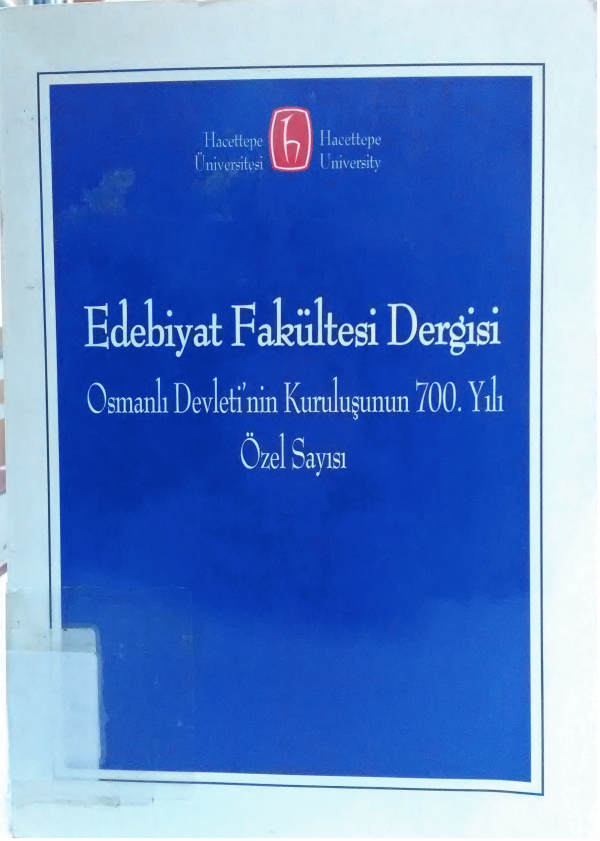 Hacettepe Üniversitesi
Hacettepe University
Edebiyat Fakültesi Dergisi
Osmanlı Devleti'nin Kuruluşunun 700. Yılı
Özel Sayısı